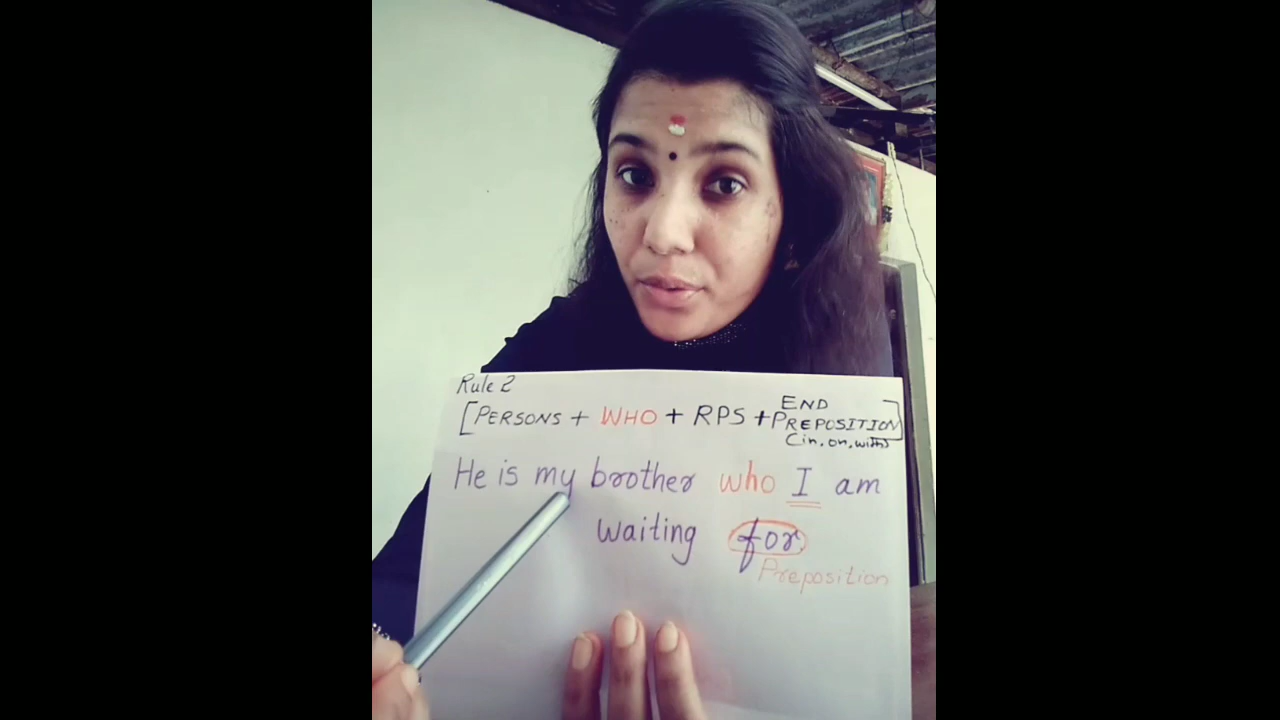 Rule 2
[PERSONS + WHO + RPS + END PREPOSITION]
(in, on, with)
He is my brother who I am
waiting for
Preposition